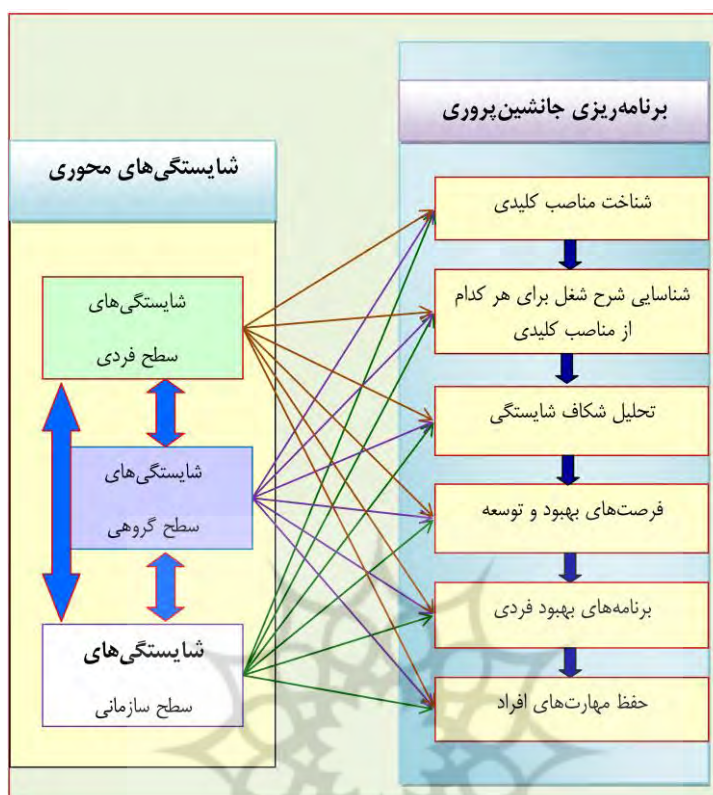 برنامه‌ریزی جانشین‌پروری
شناخت مناصب کلیدی
شناسایی شرح شغل برای هر کدام
از مناصب کلیدی
تحلیل شکاف شایستگی
فرصت‌های بهبود و توسعه
برنامه‌های بهبود فردی
حفظ مهارت‌های افراد
شایستگی‌های محوری
شایستگی‌های
سطح فردی
شایستگی‌های
سطح گروهی
شایستگی‌های
سطح سازمانی